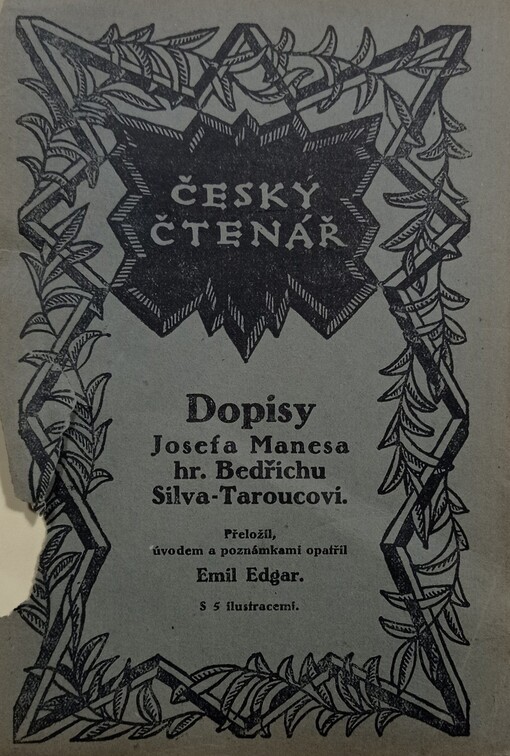 ČESKÝ
ČTENÁŘ
Dopisy
Josefa Manesa
hr. Bedřichu
Silva-Taroucovi.
Přeložil,
úvodem a poznámkami opatřil
Emil Edgar.
S 5 ilustracemi.